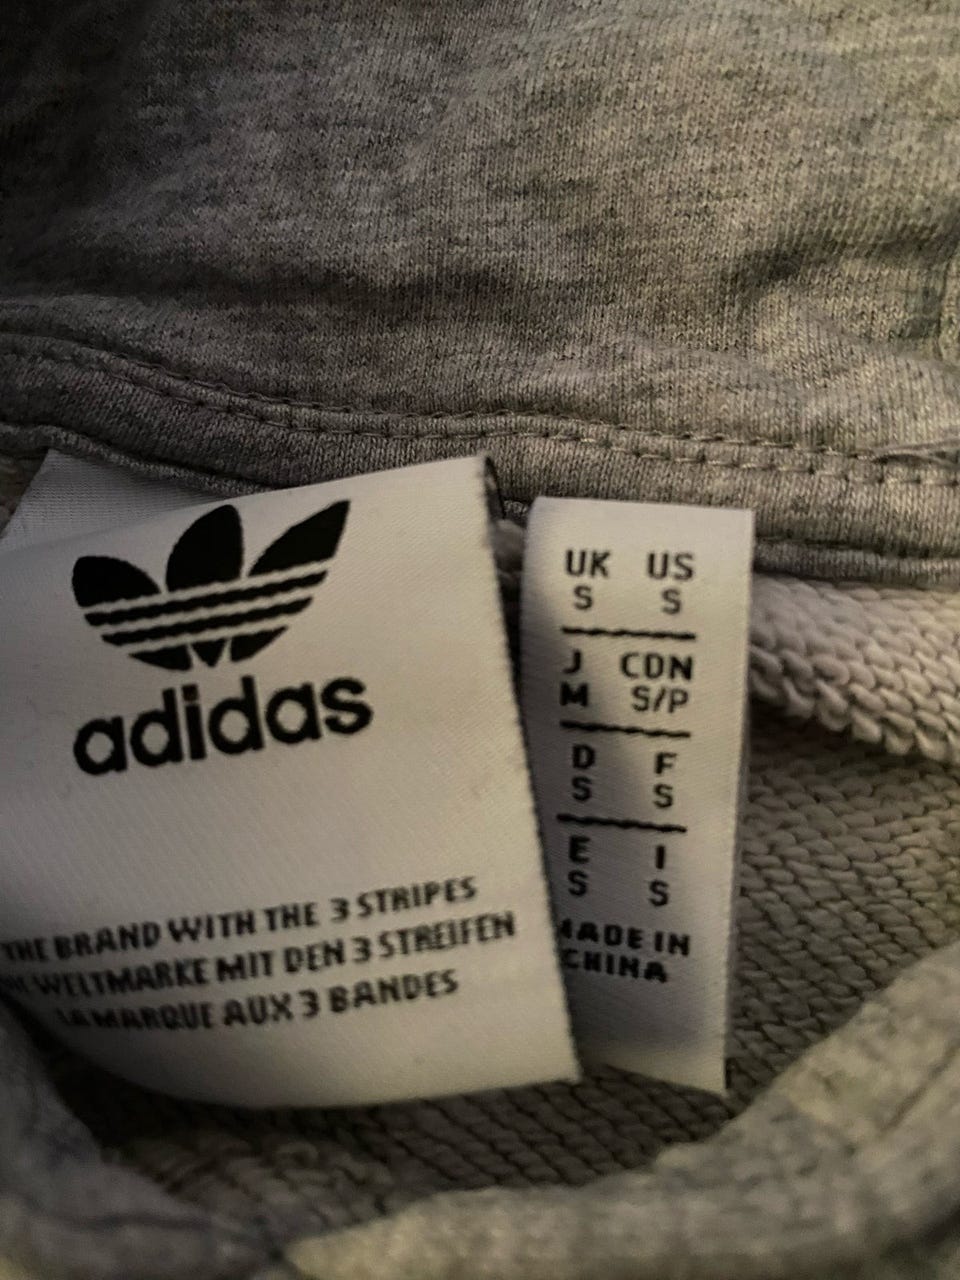 adidas
THE BRAND WITH THE 3 STRIPES
WELTMARKE MIT DEN 3 STREIFEN
LA MARQUE AUX 3 BANDES
UK US
S S
J CDN
M S/P
D F
S S
E I
S S
MADE IN
CHINA